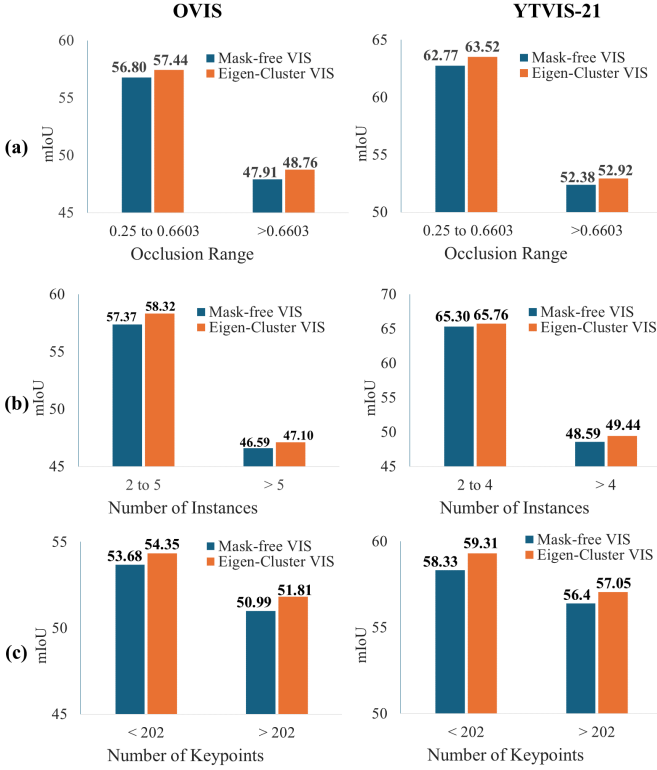 OVIS
YTVIS-21
(a)
mIoU
60
55
50
45
56.80 57.44
47.91 48.76
Mask-free VIS
Eigen-Cluster VIS
0.25 to 0.6603 >0.6603
Occlusion Range
mIoU
65
60
55
50
62.77 63.52
52.38 52.92
Mask-free VIS
Eigen-Cluster VIS
0.25 to 0.6603 >0.6603
Occlusion Range
(b)
mIoU
60
55
50
45
57.37 58.32
46.59 47.10
Mask-free VIS
Eigen-Cluster VIS
2 to 5 > 5
Number of Instances
mIoU
70
65
60
55
50
45
65.30 65.76
48.59 49.44
Mask-free VIS
Eigen-Cluster VIS
2 to 4 > 4
Number of Instances
(c)
mIoU
55
50
45
53.68 54.35
50.99 51.81
Mask-free VIS
Eigen-Cluster VIS
< 202 > 202
Number of Keypoints
mIoU
60
55
50
58.33 59.31
56.4 57.05
Mask-free VIS
Eigen-Cluster VIS
< 202 > 202
Number of Keypoints